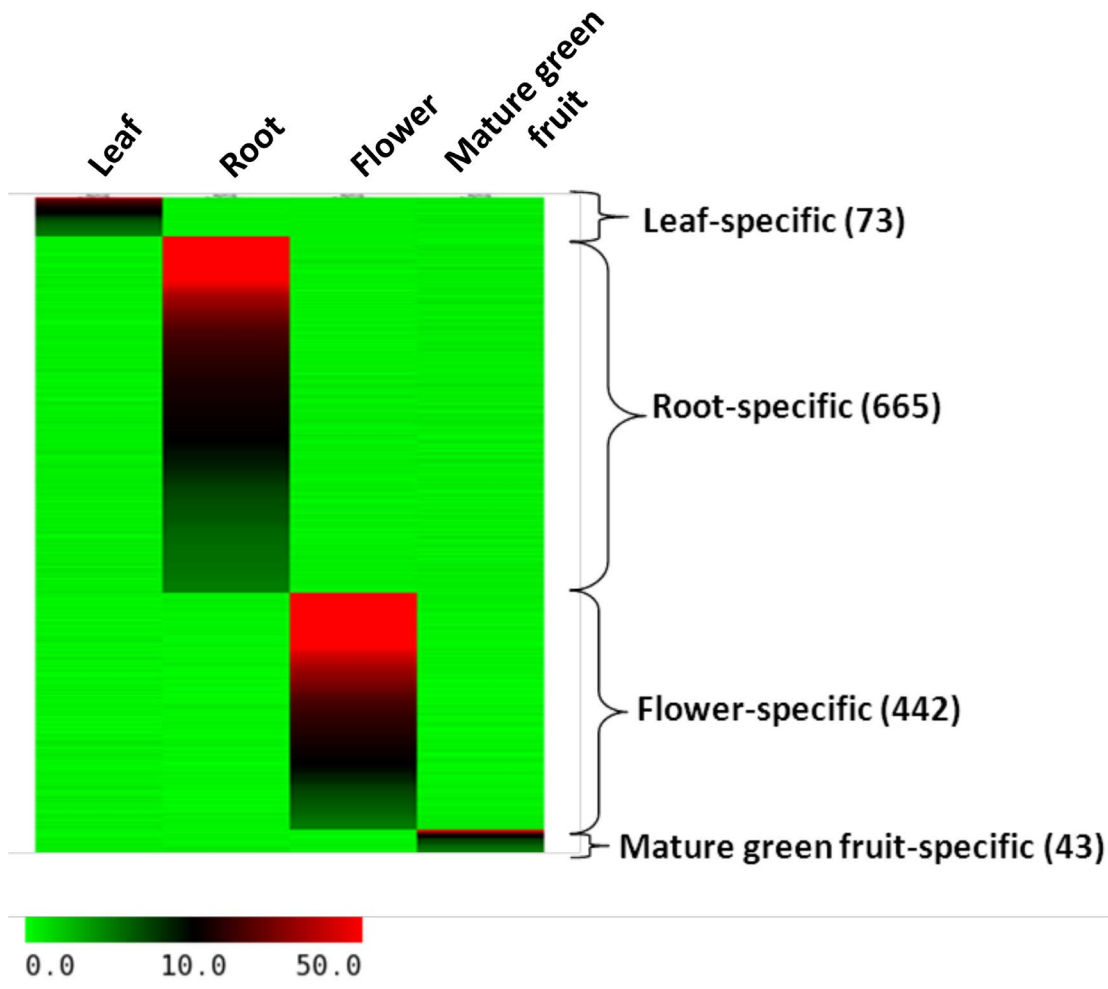 Leaf
Root
Flower
Mature green
fruit
Leaf-specific (73)
Root-specific (665)
Flower-specific (442)
Mature green fruit-specific (43)
0.0 10.0 50.0